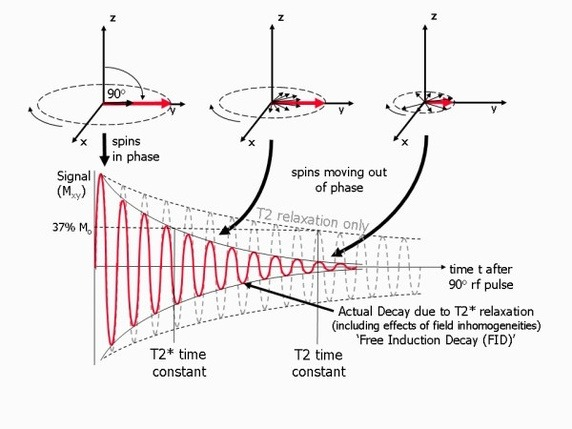 z
z
z
90°
y
y
y
x
x
x
spins
in phase
spins moving out
of phase
Signal
(Mxy)
T2 relaxation only
37% M0
time t after
90° rf pulse
Actual Decay due to T2* relaxation
(including effects of field inhomogeneities)
‘Free Induction Decay (FID)’
T2* time
constant
T2 time
constant